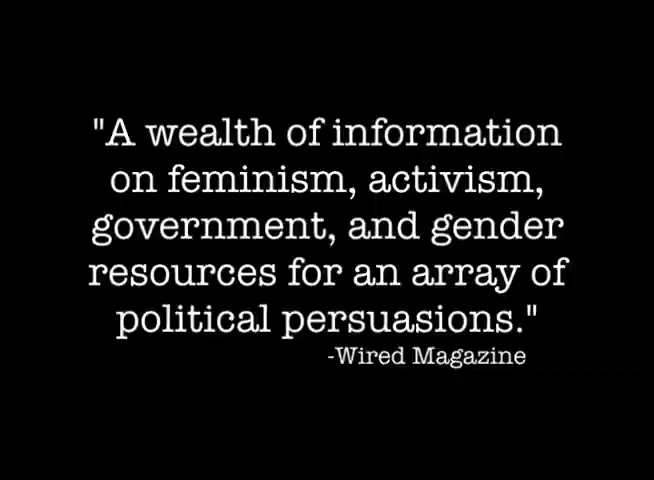 "A wealth of information
on feminism, activism,
government, and gender
resources for an array of
political persuasions."
-Wired Magazine